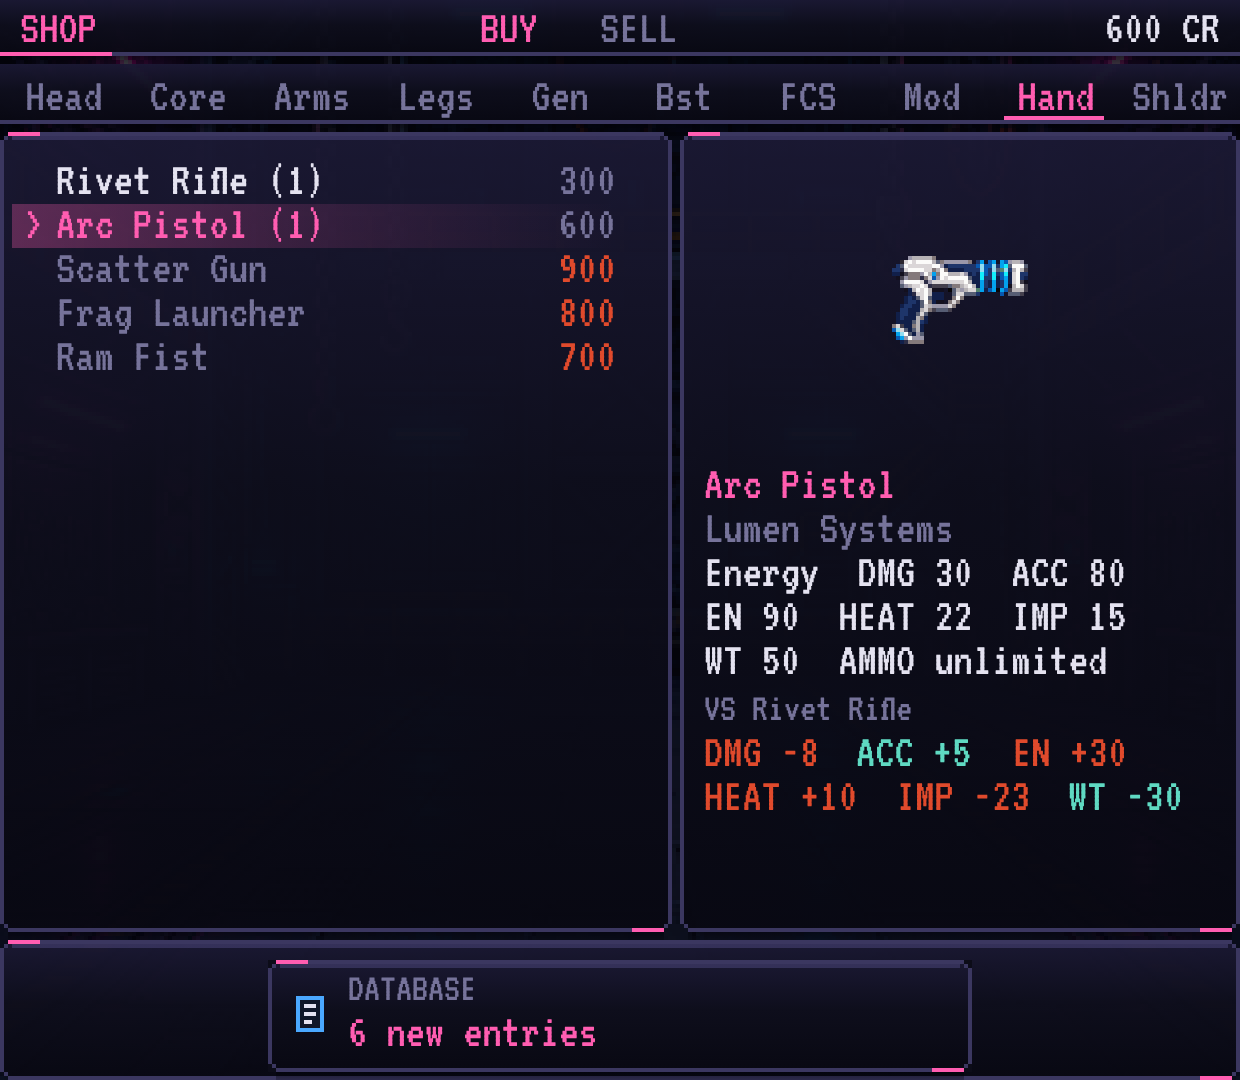 SHOP BUY SELL 600 CR
Head Core Arms Legs Gen Bst FCS Mod Hand Shldr
Rivet Rifle (1) 300
> Arc Pistol (1) 600
Scatter Gun 900
Frag Launcher 800
Ram Fist 700
Arc Pistol
Lumen Systems
Energy DMG 30 ACC 80
EN 90 HEAT 22 IMP 15
WT 50 AMMO unlimited
VS Rivet Rifle
DMG -8 ACC +5 EN +30
HEAT +10 IMP -23 WT -30
DATABASE
6 new entries